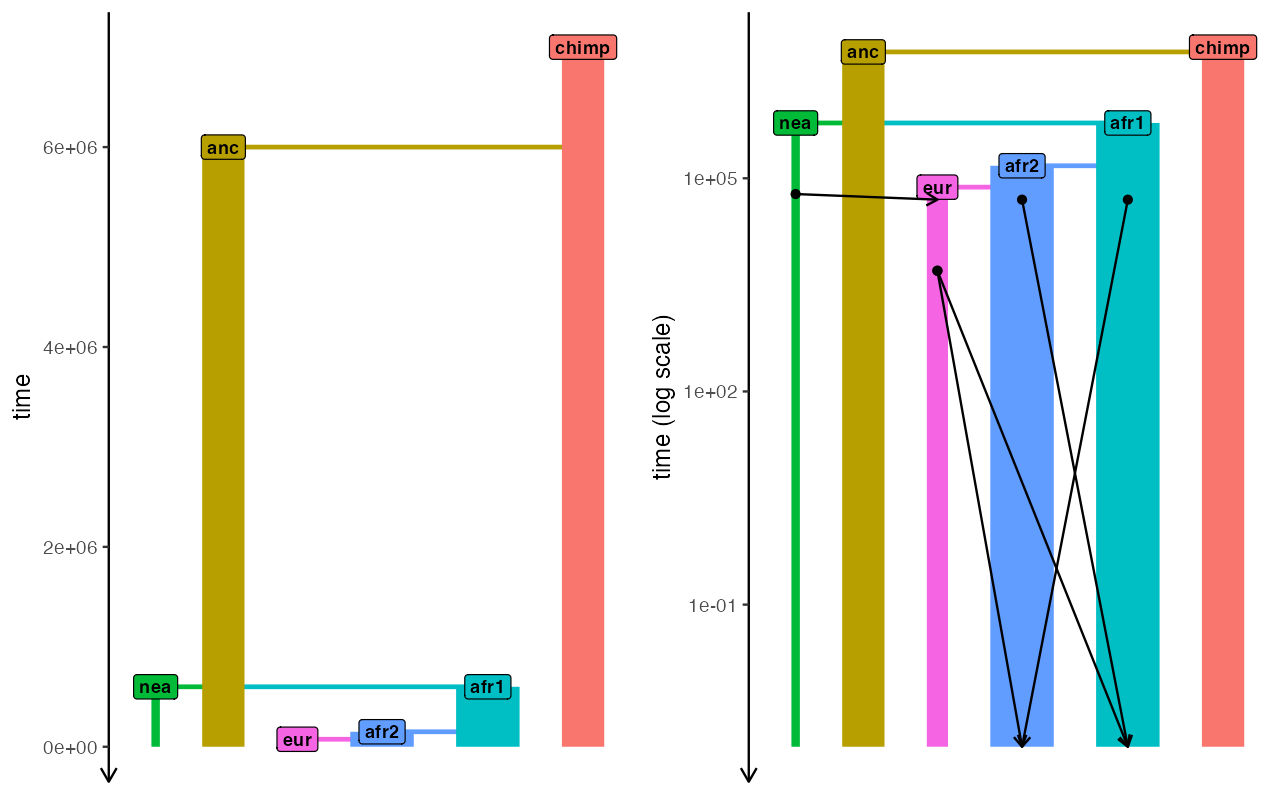 chimp
anc
6e+06
4e+06
time
2e+06
nea
afr1
eur
afr2
0e+00
anc
chimp
nea
afr1
1e+05
eur
afr2
time (log scale)
1e+02
1e-01